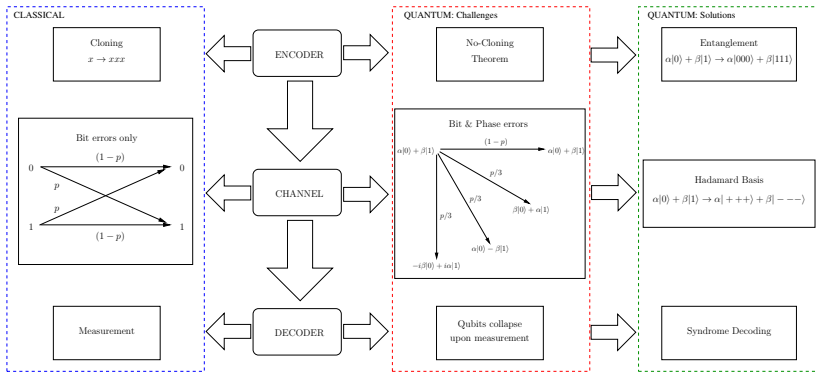 CLASSICAL
QUANTUM: Challenges
QUANTUM: Solutions
Cloning
x → xxx
ENCODER
No-Cloning
Theorem
Entanglement
α|0⟩ + β|1⟩ → α|000⟩ + β|111⟩
Bit errors only
(1 − p)
0
0
p
p
1
1
(1 − p)
CHANNEL
Bit & Phase errors
(1 − p)
α|0⟩ + β|1⟩
α|0⟩ + β|1⟩
p/3
p/3
p/3
β|0⟩ + α|1⟩
α|0⟩ − β|1⟩
−iβ|0⟩ + iα|1⟩
Hadamard Basis
α|0⟩ + β|1⟩ → α| + ++⟩ + β| − −−⟩
Measurement
DECODER
Qubits collapse
upon measurement
Syndrome Decoding